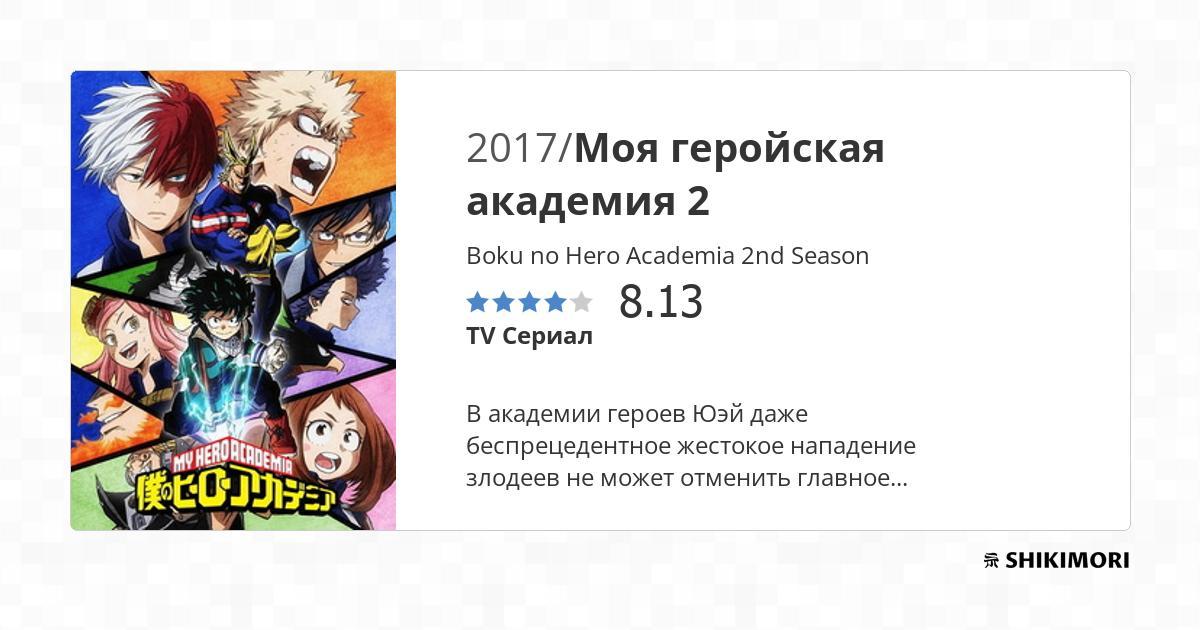 2017/Моя геройская
академия 2
Boku no Hero Academia 2nd Season
8.13
TV Сериал
В академии героев Юэй даже
беспрецедентное жестокое нападение
злодеев не может отменить главное...
MY HERO ACADEMIA
僕のヒーローアカデミア
SHIKIMORI